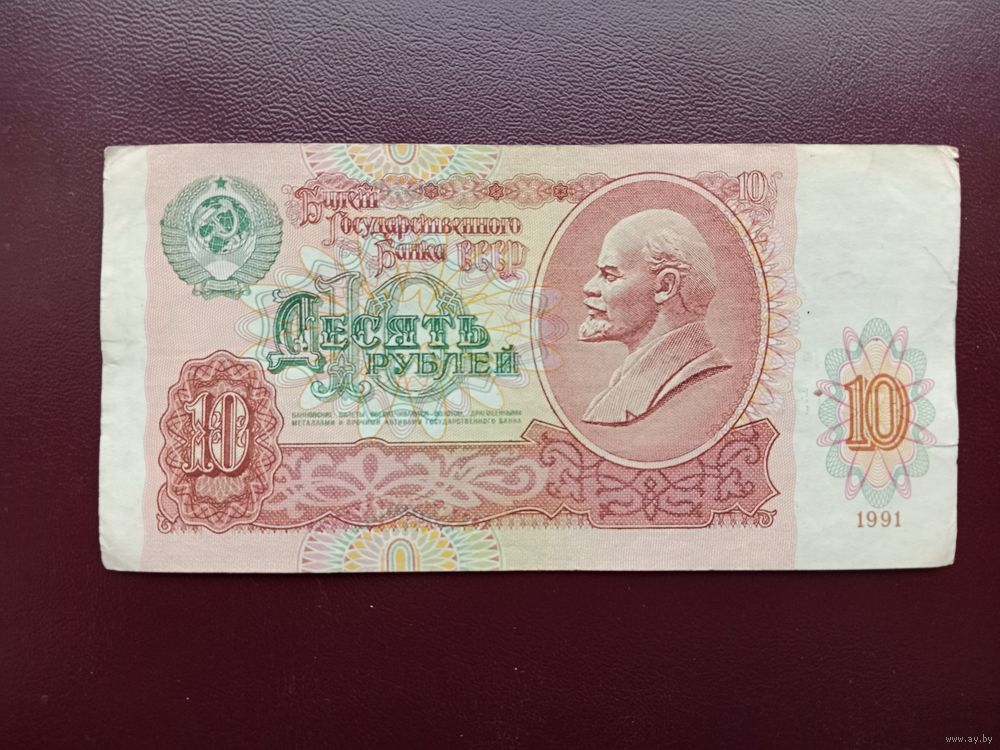 Билет
Государственного
Банка СССР
10
Десять
рублей
БАНКОВСКИЕ БИЛЕТЫ ОБЕСПЕЧИВАЮТСЯ ЗОЛОТОМ, ДРАГОЦЕННЫМИ
МЕТАЛЛАМИ И ПРОЧИМИ АКТИВАМИ ГОСУДАРСТВЕННОГО БАНКА
10
10
1991
www.ay.by